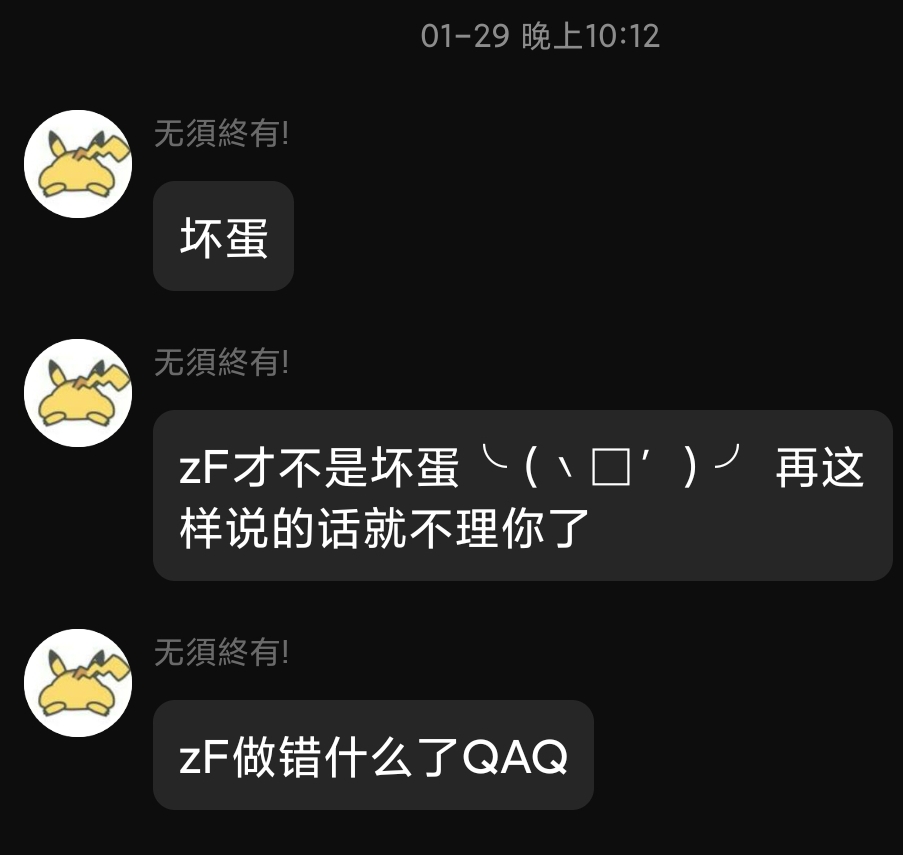 01-29 晚上10:12
无須終有!
坏蛋
无須終有!
zF才不是坏蛋╰(ヽ□′)╯ 再这
样说的话就不理你了
无須終有!
zF做错什么了QAQ